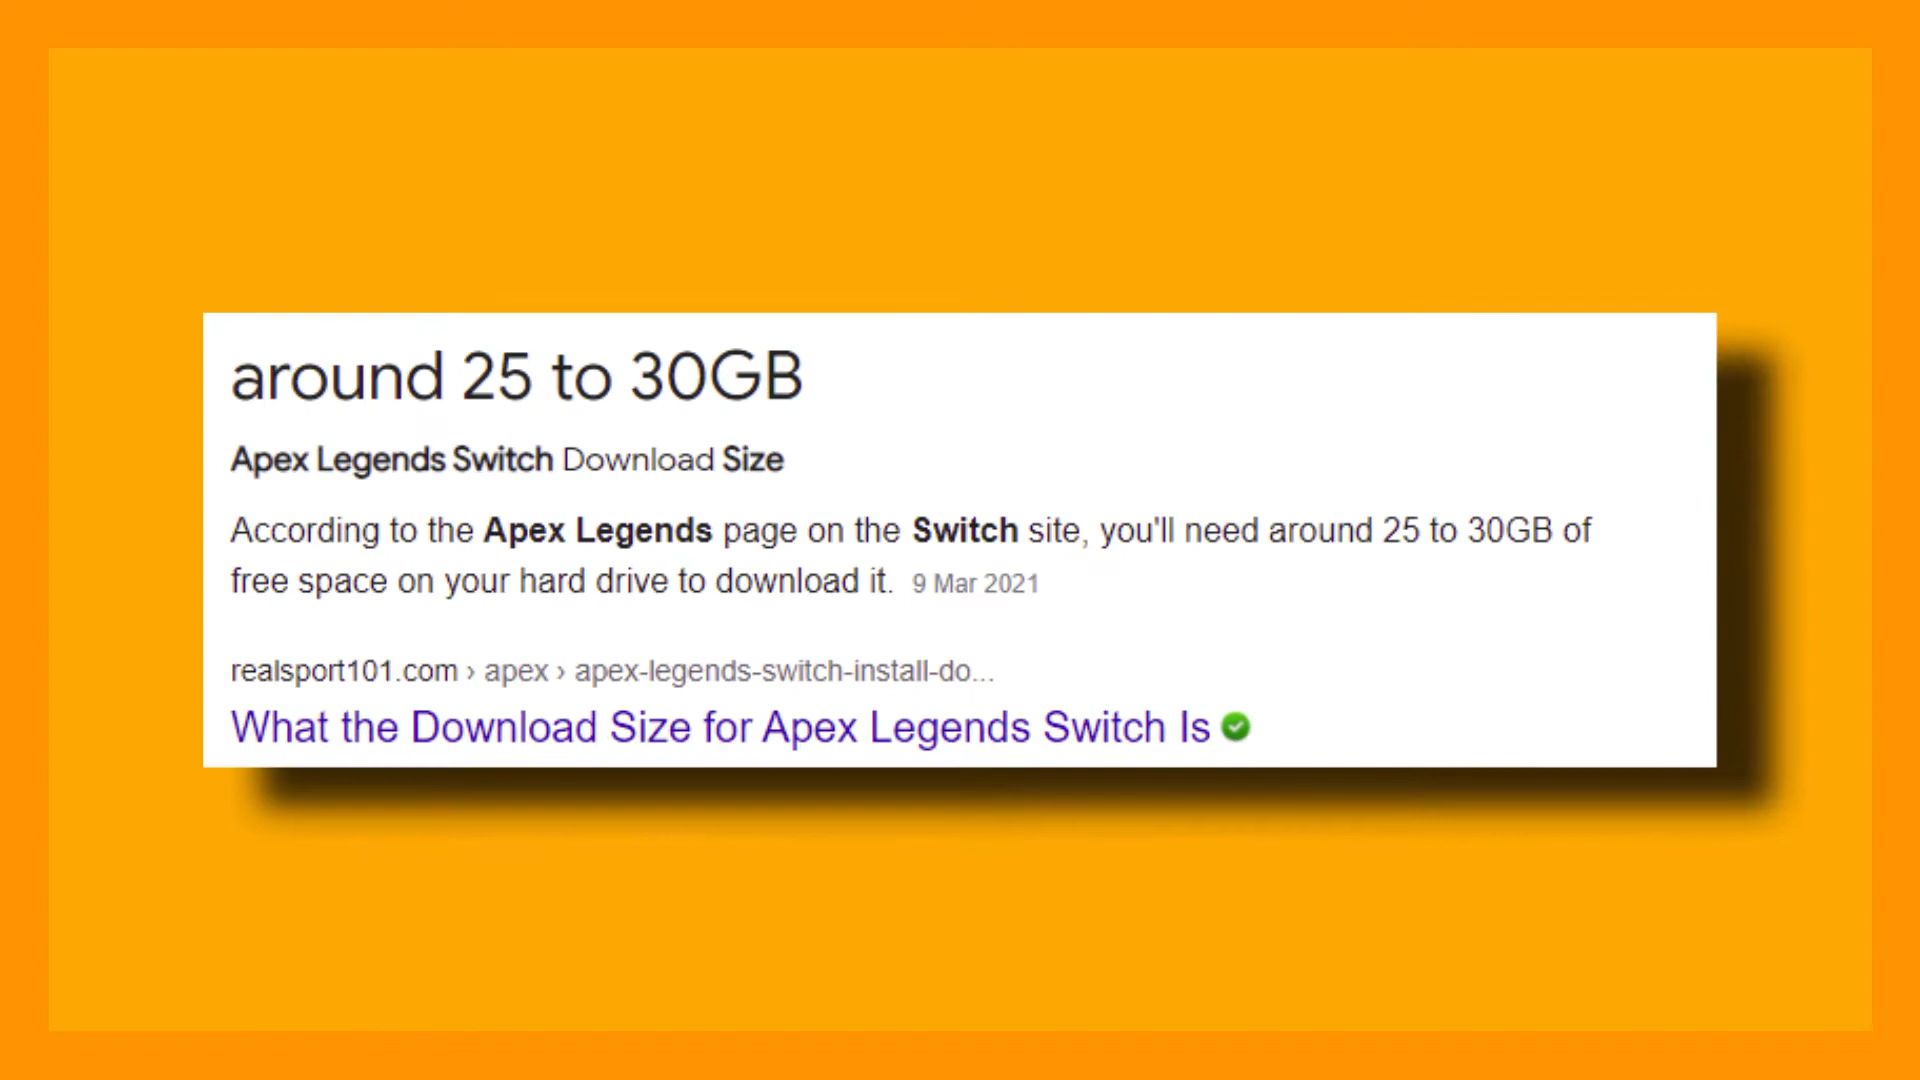 around 25 to 30GB
Apex Legends Switch Download Size
According to the Apex Legends page on the Switch site, you'll need around 25 to 30GB of
free space on your hard drive to download it. 9 Mar 2021
realsport101.com › apex › apex-legends-switch-install-do...
What the Download Size for Apex Legends Switch Is